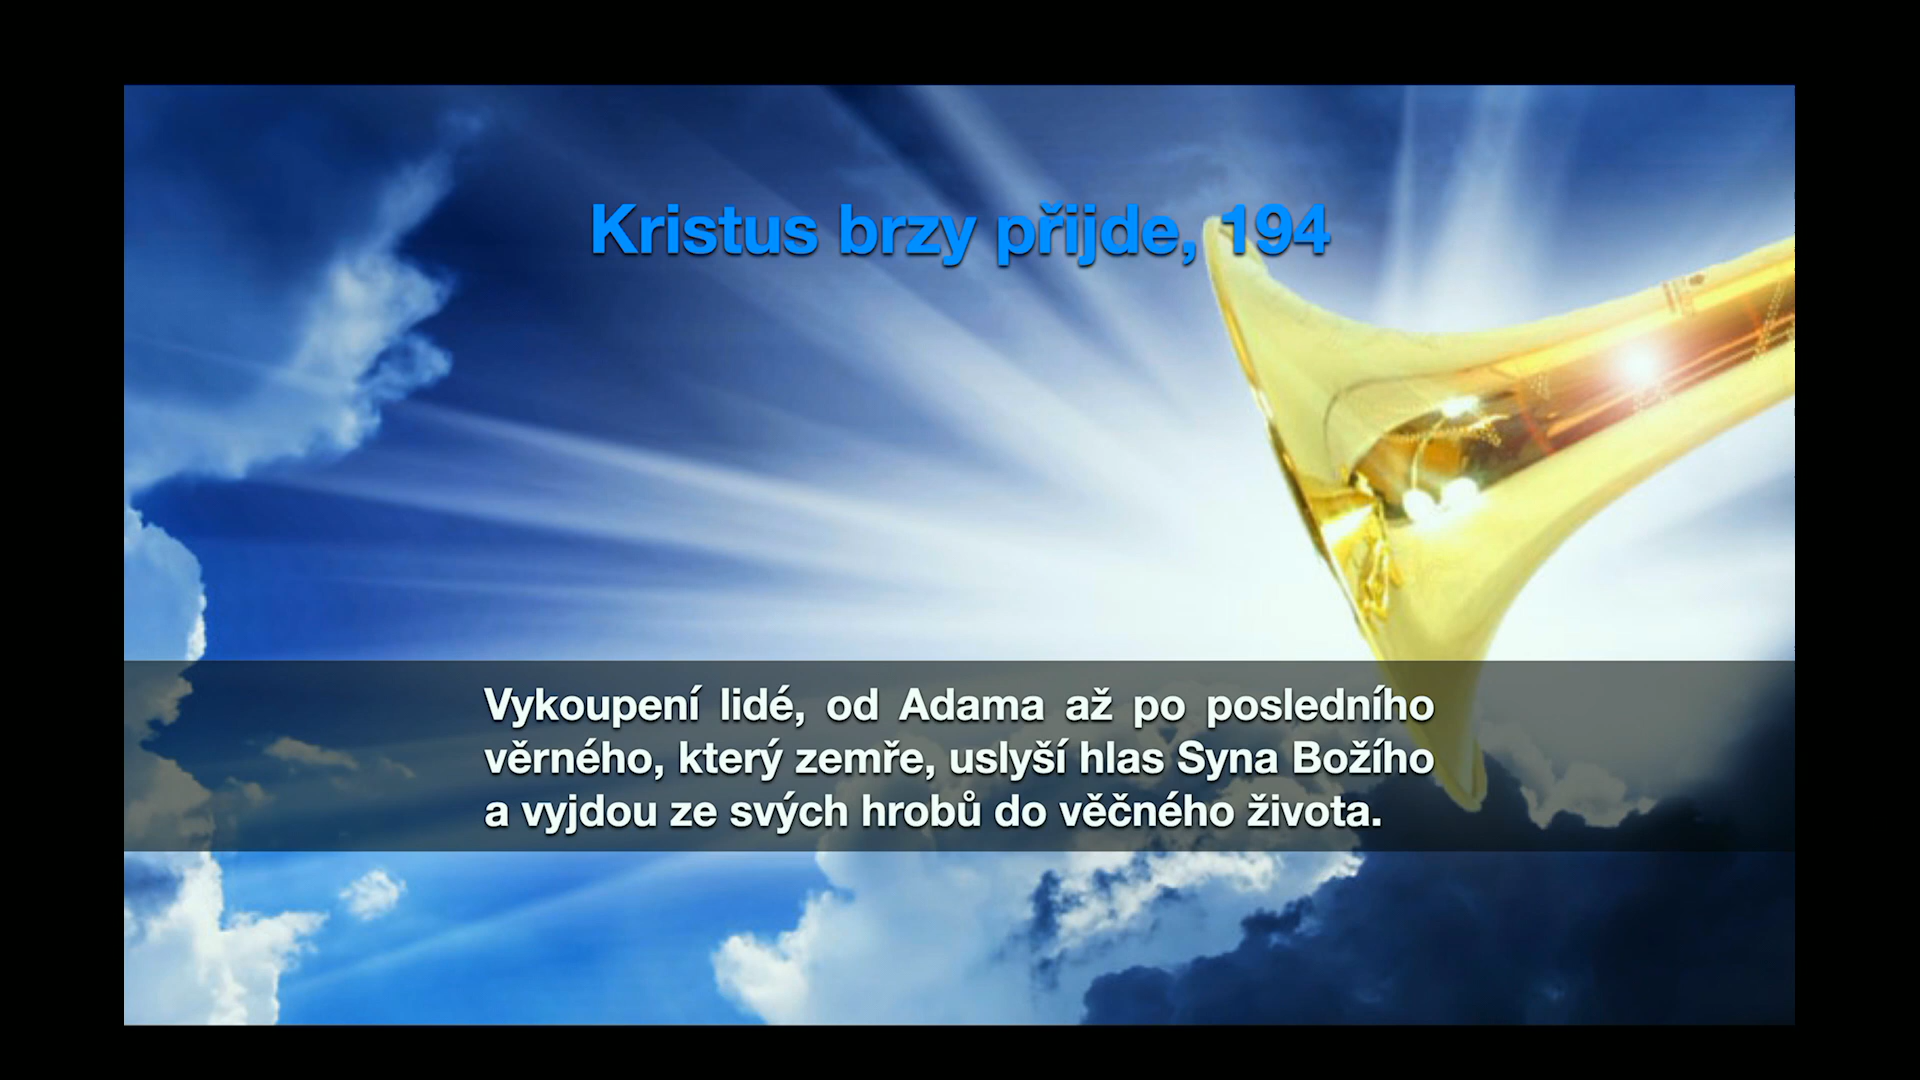 Kristus brzy přijde, 194
Vykoupení lidé, od Adama až po posledního
věrného, který zemře, uslyší hlas Syna Božího
a vyjdou ze svých hrobů do věčného života.